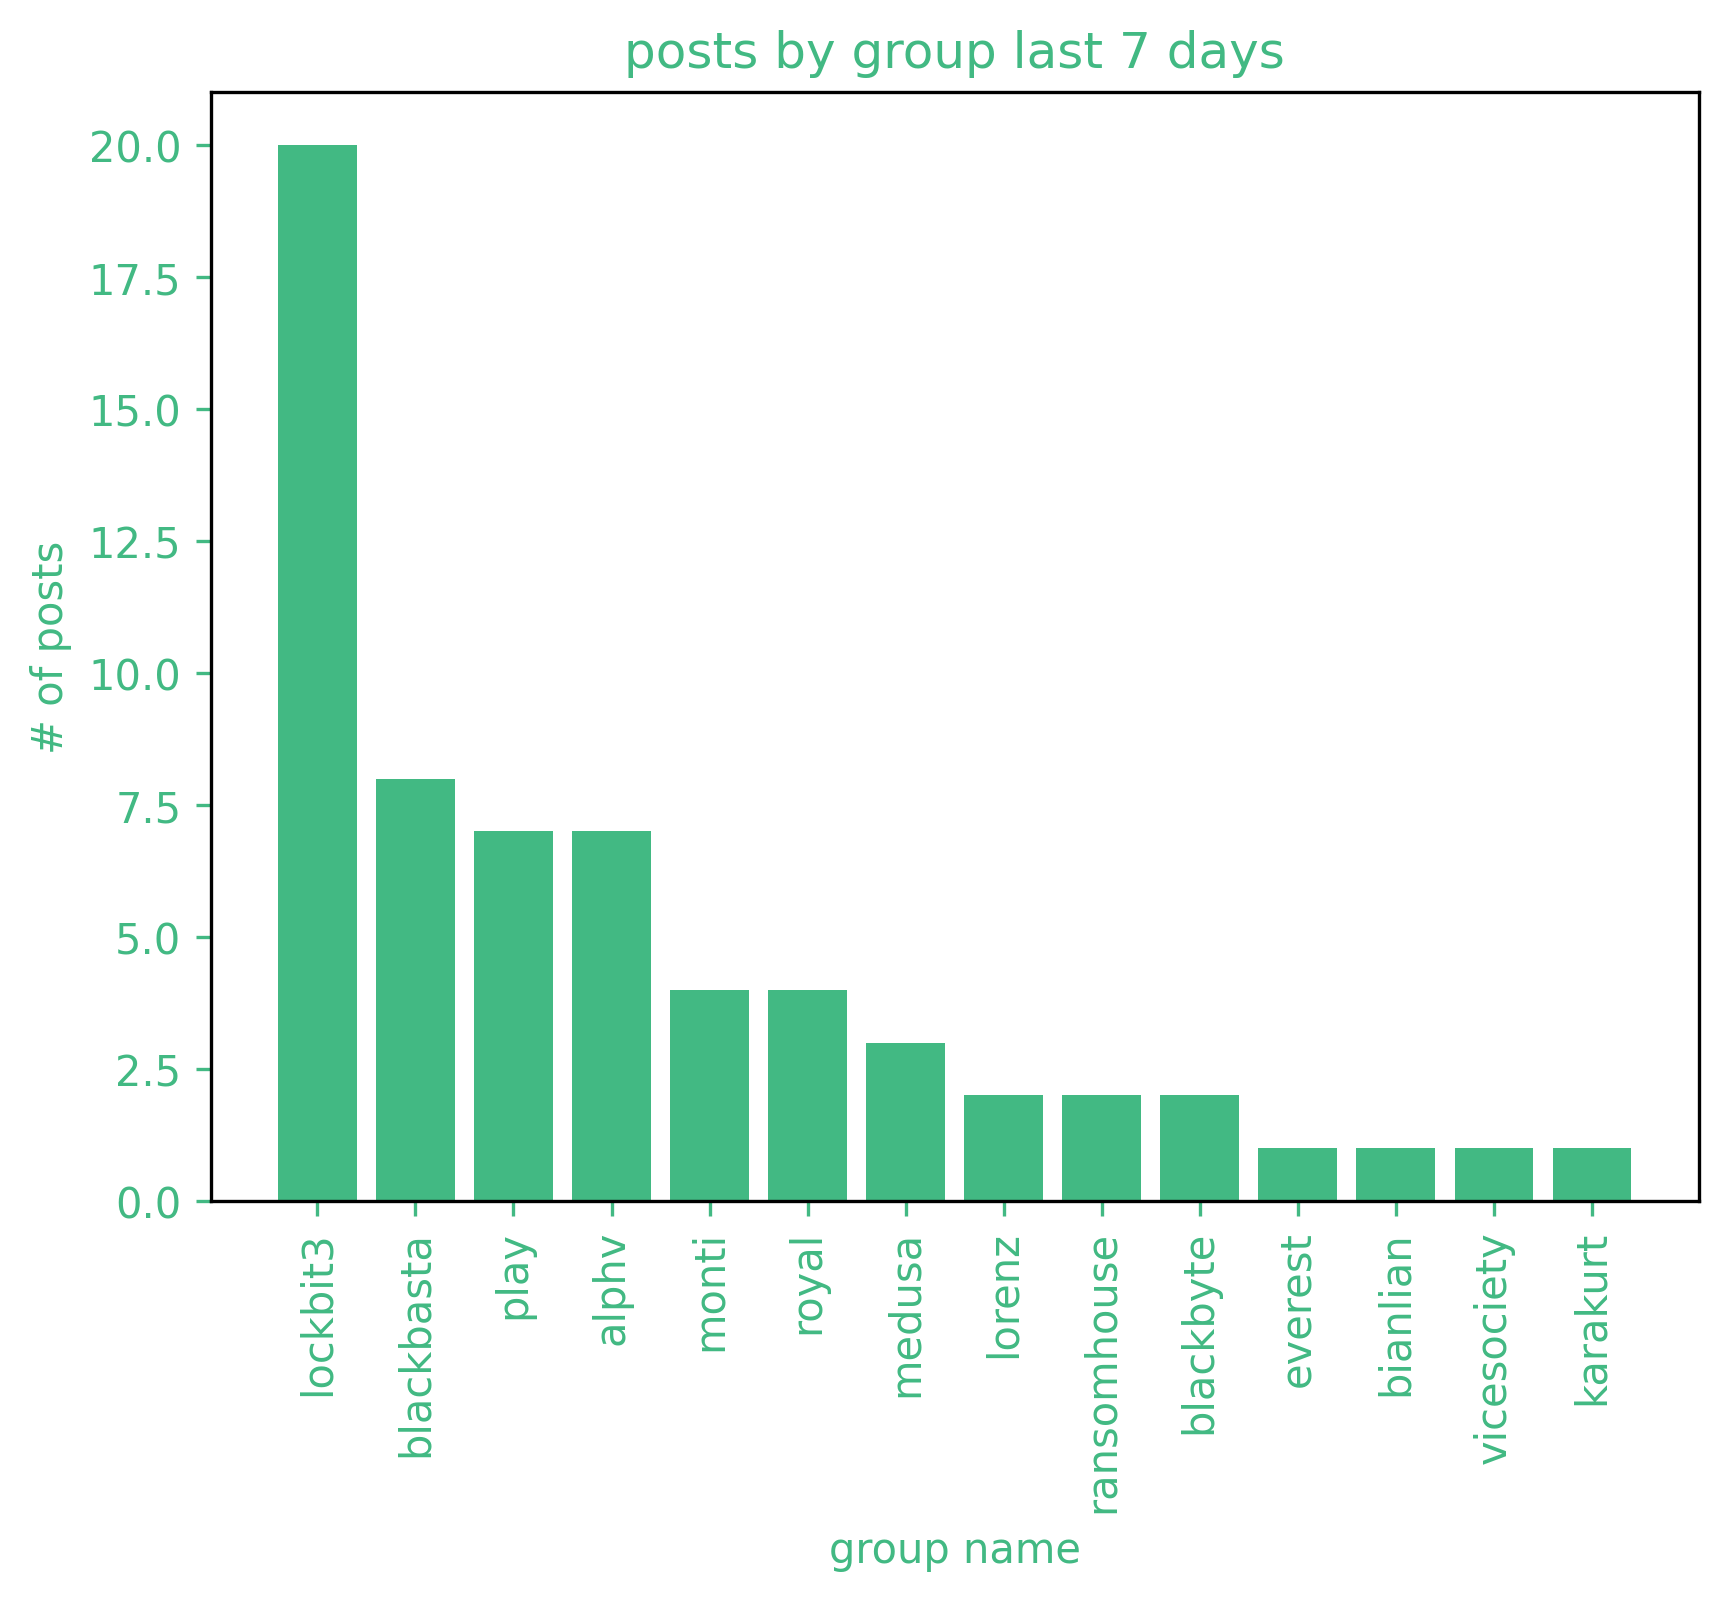 posts by group last 7 days
# of posts
20.0
17.5
15.0
12.5
10.0
7.5
5.0
2.5
0.0
lockbit3
blackbasta
play
alphv
monti
royal
medusa
lorenz
ransomhouse
blackbyte
everest
bianlian
vicesociety
karakurt
group name